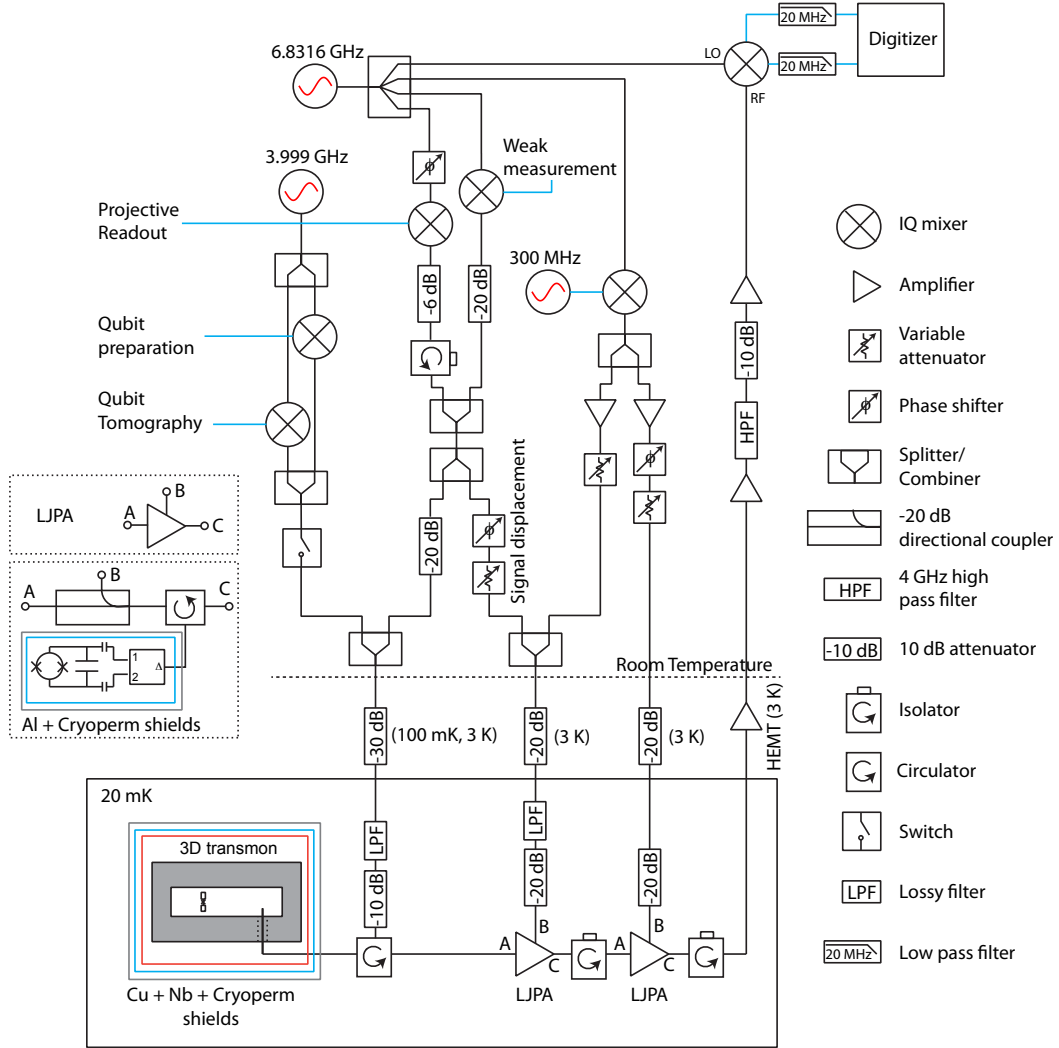 20 MHz
Digitizer
6.8316 GHz
LO
20 MHz
RF
ϕ
Weak
measurement
3.999 GHz
Projective
Readout
IQ mixer
-6 dB
-20 dB
300 MHz
Amplifier
Qubit
preparation
-10 dB
Variable
attenuator
Qubit
Tomography
ϕ
Phase shifter
HPF
ϕ
Splitter/
Combiner
B
LJPA
A
C
-20 dB
ϕ
Signal displacement
-20 dB
directional coupler
B
A
C
HPF
4 GHz high
pass filter
1
2
Δ
-10 dB
10 dB attenuator
Room Temperature
Al + Cryoperm shields
-30 dB
(100 mK, 3 K)
-20 dB
(3 K)
-20 dB
(3 K)
HEMT (3 K)
Isolator
Circulator
20 mK
LPF
LPF
Switch
3D transmon
-10 dB
-20 dB
-20 dB
LPF
Lossy filter
B
B
A
C
A
C
20 MHz
Low pass filter
LJPA
LJPA
Cu + Nb + Cryoperm
shields